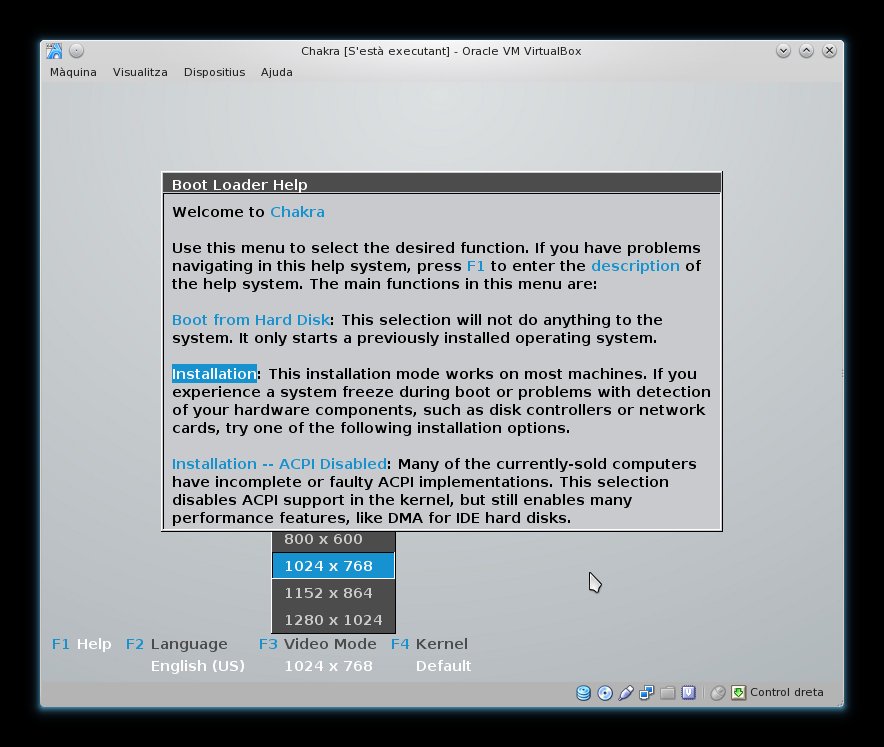 Chakra [S'està executant] - Oracle VM VirtualBox
Màquina Visualitza Dispositius Ajuda
Boot Loader Help
Welcome to Chakra
Use this menu to select the desired function. If you have problems
navigating in this help system, press F1 to enter the description of
the help system. The main functions in this menu are:
Boot from Hard Disk: This selection will not do anything to the
system. It only starts a previously installed operating system.
Installation: This installation mode works on most machines. If you
experience a system freeze during boot or problems with detection
of your hardware components, such as disk controllers or network
cards, try one of the following installation options.
Installation -- ACPI Disabled: Many of the currently-sold computers
have incomplete or faulty ACPI implementations. This selection
disables ACPI support in the kernel, but still enables many
performance features, like DMA for IDE hard disks.
800 x 600
1024 x 768
1152 x 864
1280 x 1024
F1 Help F2 Language F3 Video Mode F4 Kernel
English (US) 1024 x 768 Default
Control dreta